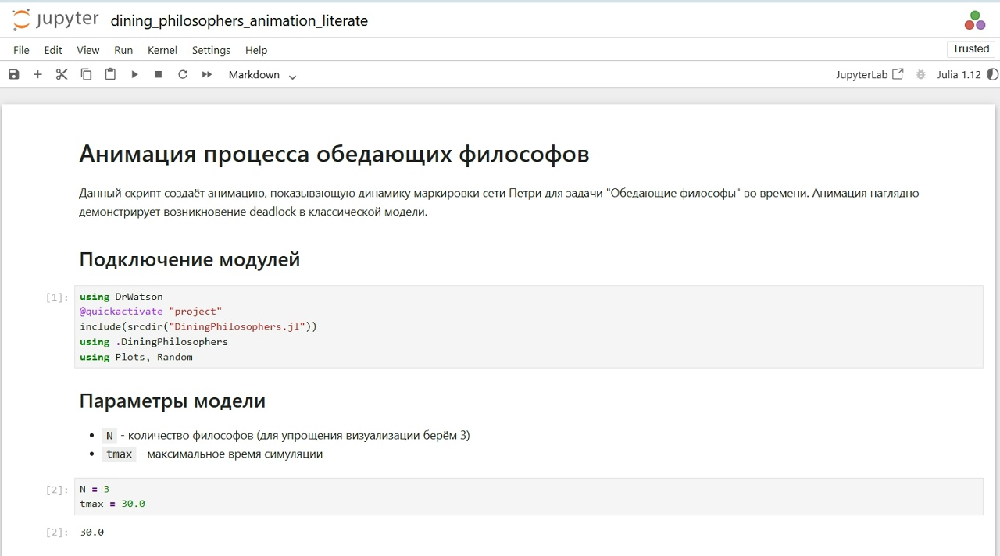 jupyter dining_philosophers_animation_literate
File Edit View Run Kernel Settings Help Trusted
Markdown JupyterLab Julia 1.12
Анимация процесса обедающих философов
Данный скрипт создаёт анимацию, показывающую динамику маркировки сети Петри для задачи "Обедающие философы" во времени. Анимация наглядно
демонстрирует возникновение deadlock в классической модели.
Подключение модулей
[1]: using DrWatson
@quickactivate "project"
include(srcdir("DiningPhilosophers.jl"))
using .DiningPhilosophers
using Plots, Random
Параметры модели
• N - количество философов (для упрощения визуализации берём 3)
• tmax - максимальное время симуляции
[2]: N = 3
tmax = 30.0
[2]: 30.0